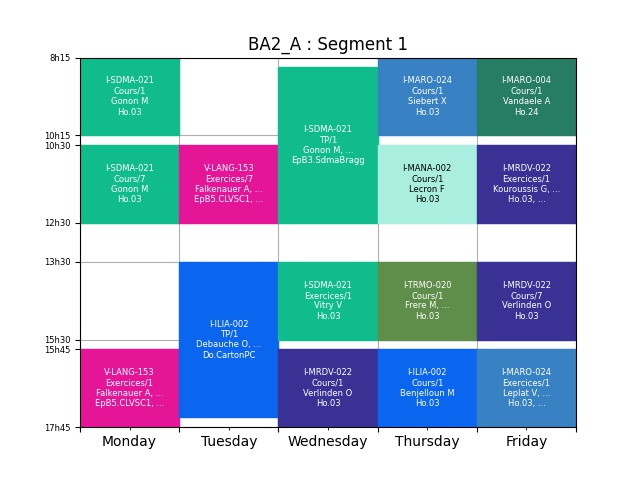 BA2_A : Segment 1
8h15
10h15
10h30
12h30
13h30
15h30
15h45
17h45
I-SDMA-021
Cours/1
Gonon M
Ho.03
I-SDMA-021
Cours/7
Gonon M
Ho.03
V-LANG-153
Exercices/1
Falkenauer A, ...
EpB5.CLVSC1, ...
V-LANG-153
Exercices/7
Falkenauer A, ...
EpB5.CLVSC1, ...
I-ILIA-002
TP/1
Debauche O, ...
Do.CartonPC
I-SDMA-021
TP/1
Gonon M, ...
EpB3.SdmaBragg
I-SDMA-021
Exercices/1
Vitry V
Ho.03
I-MRDV-022
Cours/1
Verlinden O
Ho.03
I-MARO-024
Cours/1
Siebert X
Ho.03
I-MANA-002
Cours/1
Lecron F
Ho.03
I-TRMO-020
Cours/1
Frere M, ...
Ho.03
I-ILIA-002
Cours/1
Benjelloun M
Ho.03
I-MARO-004
Cours/1
Vandaele A
Ho.24
I-MRDV-022
Exercices/1
Kouroussis G, ...
Ho.03, ...
I-MRDV-022
Cours/7
Verlinden O
Ho.03
I-MARO-024
Exercices/1
Leplat V, ...
Ho.03, ...
Monday
Tuesday
Wednesday
Thursday
Friday